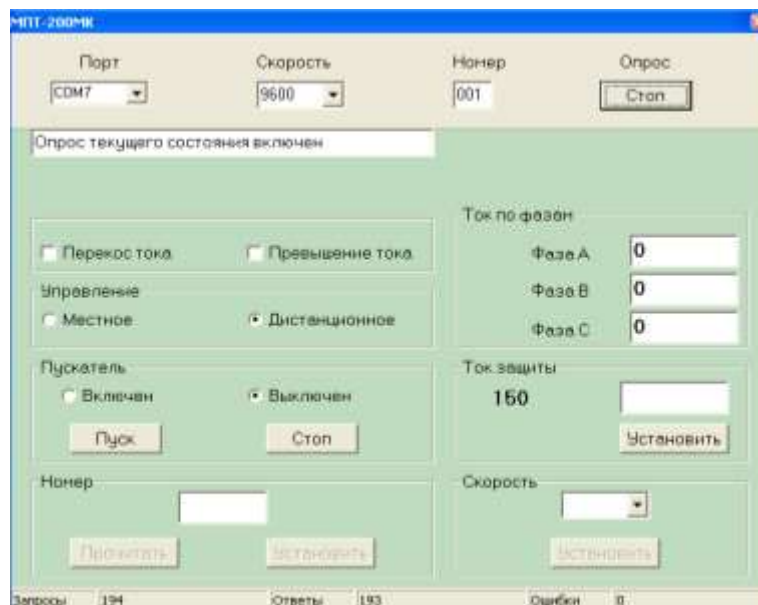 МПТ-200МК
Порт Скорость Номер Опрос
COM7 9600 001 Стоп
Опрос текущего состояния включен
Ток по фазам
Перекос тока Превышение тока Фаза А 0
Управление Фаза В 0
Местное Дистанционное Фаза С 0
Пускатель Ток защиты
Включен Выключен 150
Пуск Стоп Установить
Номер Скорость
Прочитать Установить Установить
Запросы 194 Ответы 193 Ошибки 0